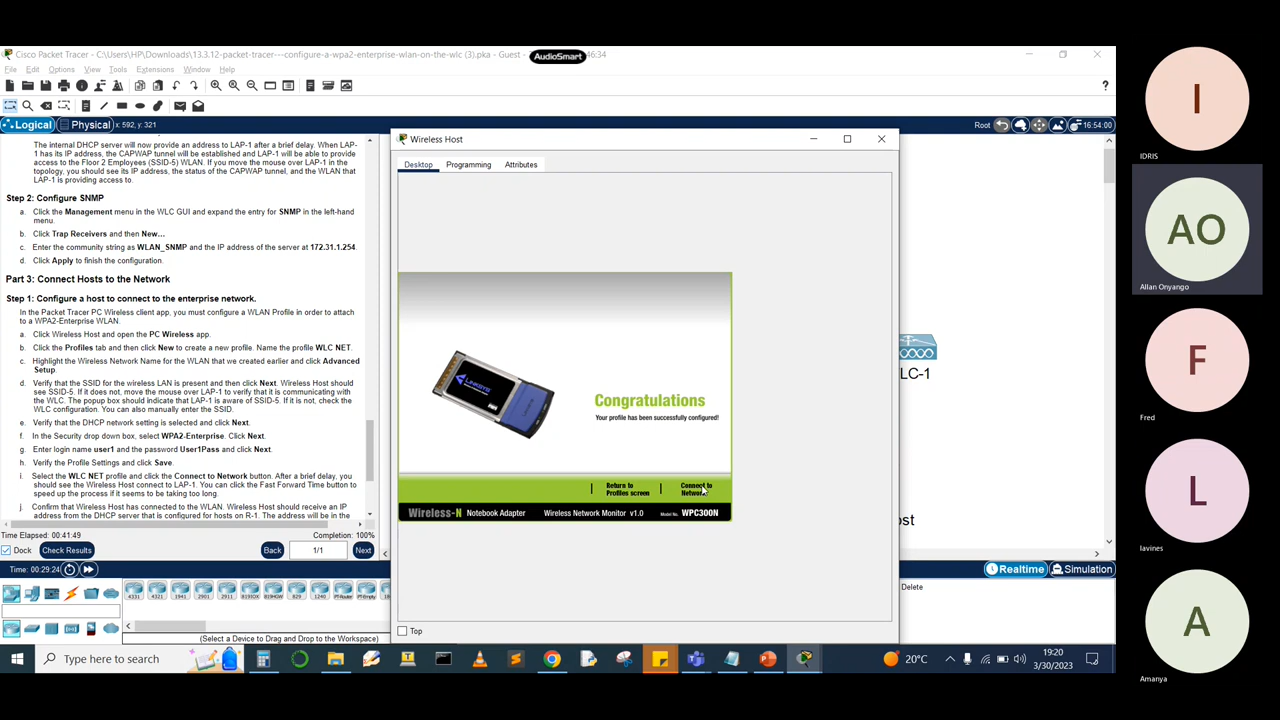 Cisco Packet Tracer - C:\Users\HP\Downloads\13.3.12-packet-tracer---configure-a-wpa2-enterprise-wlan-on-the-wlc (3).pka - Guest -
46:34
AudioSmart
File Edit Options View Tools Extensions Window Help
?
Logical Physical x: 592, y: 321
Root 16:54:00
The internal DHCP server will now provide an address to LAP-1 after a brief delay. When LAP-
1 has its IP address, the CAPWAP tunnel will be established and LAP-1 will be able to provide
access to the Floor 2 Employees (SSID-5) WLAN. If you move the mouse over LAP-1 in the
topology, you should see its IP address, the status of the CAPWAP tunnel, and the WLAN that
LAP-1 is providing access to.
Step 2: Configure SNMP
a. Click the Management menu in the WLC GUI and expand the entry for SNMP in the left-hand
menu.
b. Click Trap Receivers and then New...
c. Enter the community string as WLAN_SNMP and the IP address of the server at 172.31.1.254.
d. Click Apply to finish the configuration.
Part 3: Connect Hosts to the Network
Step 1: Configure a host to connect to the enterprise network.
In the Packet Tracer PC Wireless client app, you must configure a WLAN Profile in order to attach
to a WPA2-Enterprise WLAN.
a. Click Wireless Host and open the PC Wireless app.
b. Click the Profiles tab and then click New to create a new profile. Name the profile WLC NET.
c. Highlight the Wireless Network Name for the WLAN that we created earlier and click Advanced
Setup.
d. Verify that the SSID for the wireless LAN is present and then click Next. Wireless Host should
see SSID-5. If it does not, move the mouse over LAP-1 to verify that it is communicating with
the WLC. The popup box should indicate that LAP-1 is aware of SSID-5. If it is not, check the
WLC configuration. You can also manually enter the SSID.
e. Verify that the DHCP network setting is selected and click Next.
f. In the Security drop down box, select WPA2-Enterprise. Click Next.
g. Enter login name user1 and the password User1Pass and click Next.
h. Verify the Profile Settings and click Save.
i. Select the WLC NET profile and click the Connect to Network button. After a brief delay, you
should see the Wireless Host connect to LAP-1. You can click the Fast Forward Time button to
speed up the process if it seems to be taking too long.
j. Confirm that Wireless Host has connected to the WLAN. Wireless Host should receive an IP
address from the DHCP server that is configured for hosts on R-1. The address will be in the
Time Elapsed: 00:41:49 Completion: 100%
Dock Check Results Back 1/1 Next
Time: 00:29:24
Realtime Simulation
4331 4321 1941 2901 2911 819IOX 819HGW 829 1240 PT-Router PT-Empty
(Select a Device to Drag and Drop to the Workspace)
Delete
Wireless Host
Desktop Programming Attributes
LINKSYS
Congratulations
Your profile has been successfully configured!
Return to
Profiles screen
Connect to
Network
Wireless-N Notebook Adapter Wireless Network Monitor v1.0 Model No. WPC300N
Top
LC-1
ost
Type here to search
20°C
19:20
3/30/2023
I
IDRIS
AO
Allan Onyango
F
Fred
L
lavines
A
Amanya